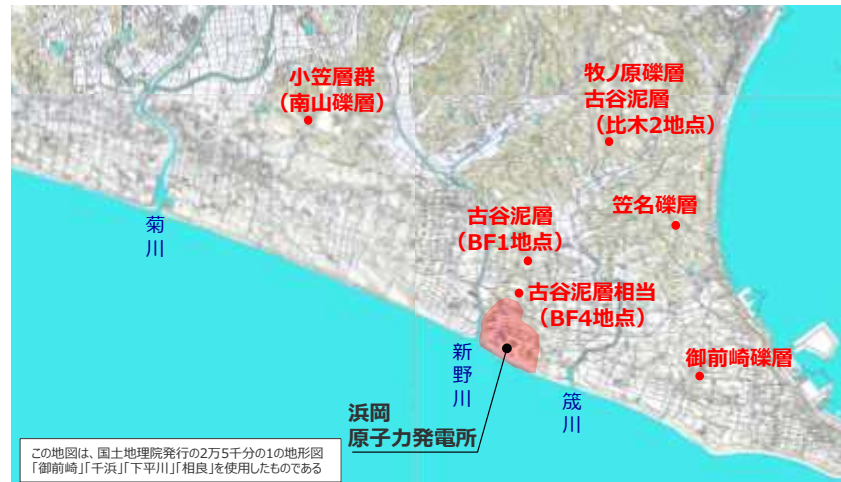 小笠層群
（南山礫層）
牧ノ原礫層
古谷泥層
（比木2地点）
笠名礫層
古谷泥層
（BF1地点）
古谷泥層相当
（BF4地点）
御前崎礫層
菊川
新野川
筬川
浜岡
原子力発電所
この地図は、国土地理院発行の2万5千分の1の地形図
「御前崎」「千浜」「下平川」「相良」を使用したものである